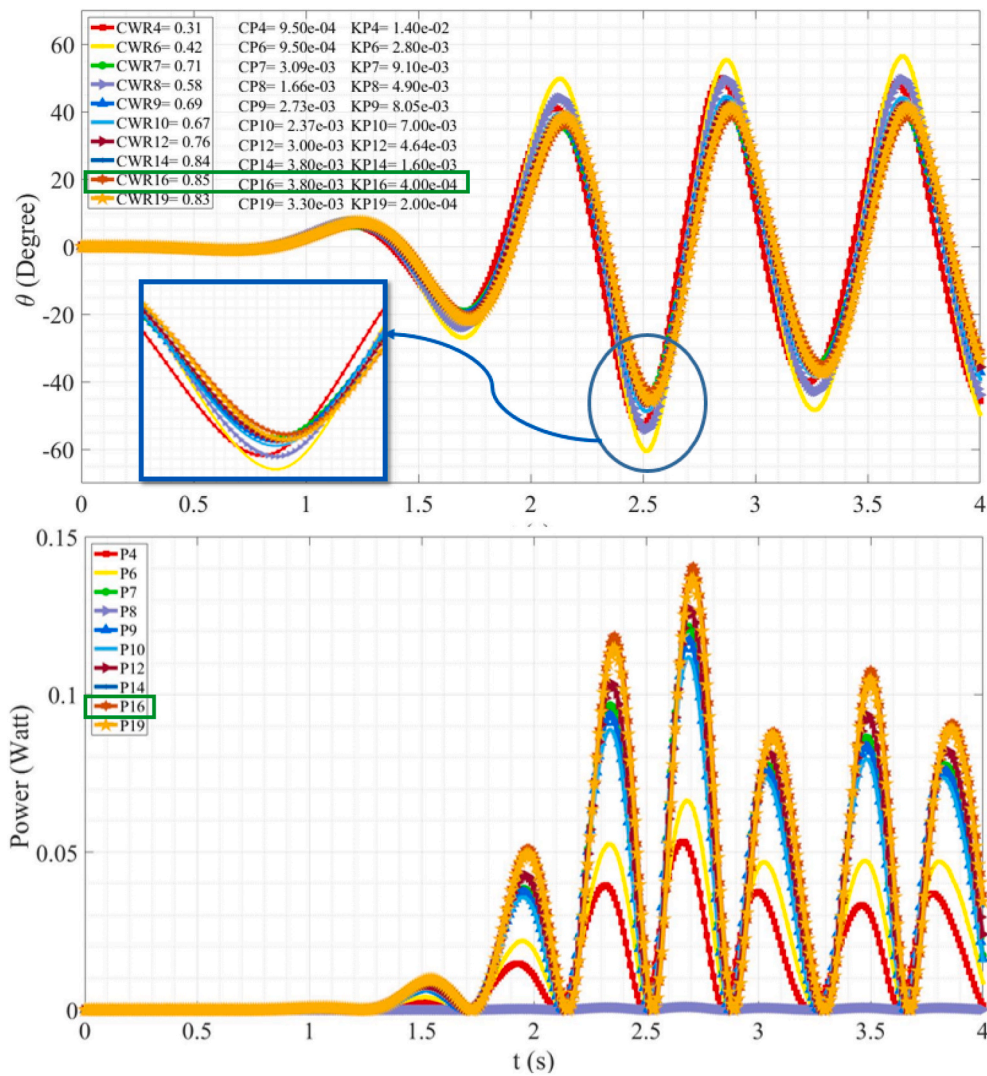 60
40
20
0
-20
-40
-60
θ (Degree)
CWR4= 0.31 CP4= 9.50e-04 KP4= 1.40e-02
CWR6= 0.42 CP6= 9.50e-04 KP6= 2.80e-03
CWR7= 0.71 CP7= 3.09e-03 KP7= 9.10e-03
CWR8= 0.58 CP8= 1.66e-03 KP8= 4.90e-03
CWR9= 0.69 CP9= 2.73e-03 KP9= 8.05e-03
CWR10= 0.67 CP10= 2.37e-03 KP10= 7.00e-03
CWR12= 0.76 CP12= 3.00e-03 KP12= 4.64e-03
CWR14= 0.84 CP14= 3.80e-03 KP14= 1.60e-03
CWR16= 0.85 CP16= 3.80e-03 KP16= 4.00e-04
CWR19= 0.83 CP19= 3.30e-03 KP19= 2.00e-04
0 0.5 1 1.5 2 2.5 3 3.5 4
0.15
0.1
0.05
0
Power (Watt)
P4
P6
P7
P8
P9
P10
P12
P14
P16
P19
0 0.5 1 1.5 2 2.5 3 3.5 4
t (s)